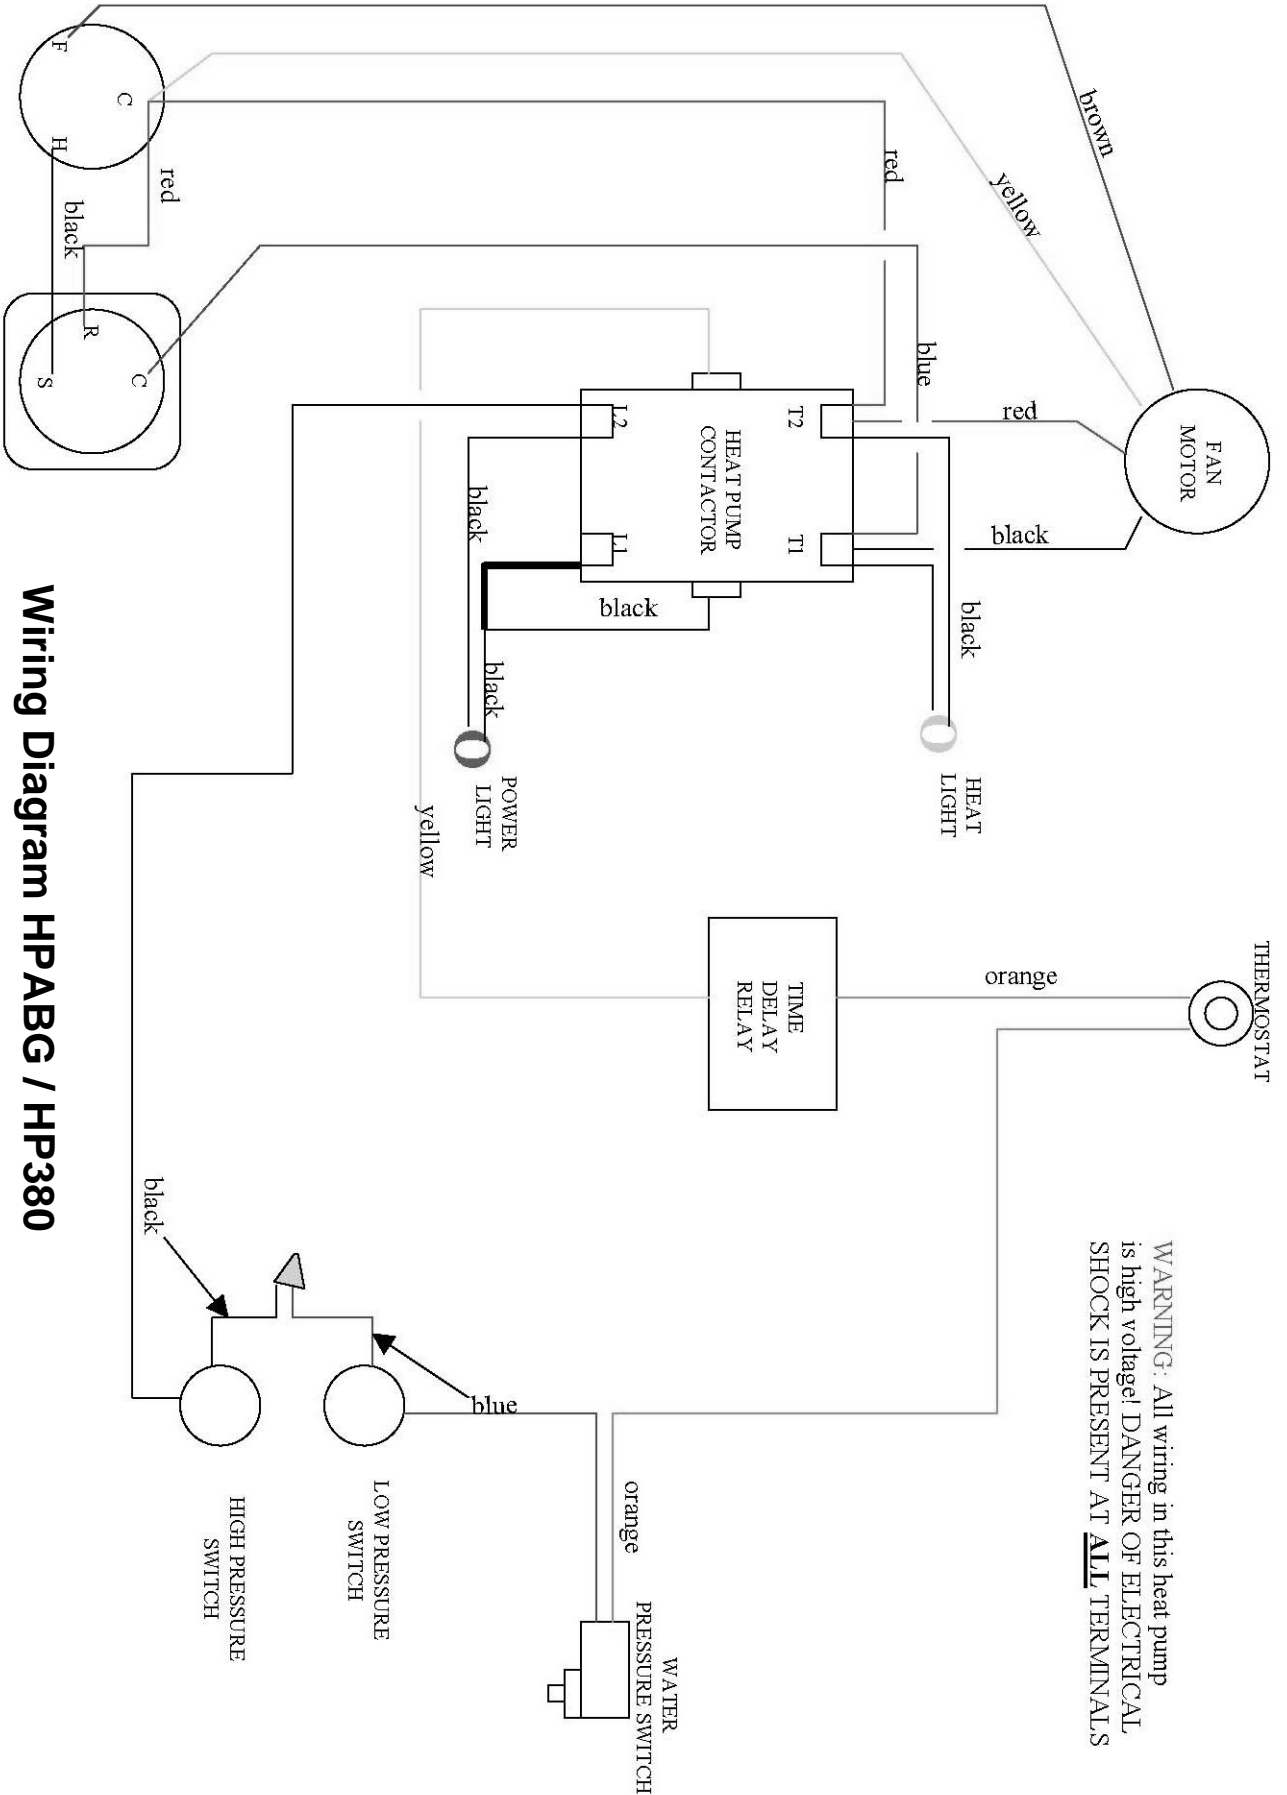 Wiring Diagram HPABG / HP380
WARNING: All wiring in this heat pump
is high voltage! DANGER OF ELECTRICAL
SHOCK IS PRESENT AT ALL TERMINALS
THERMOSTAT
orange
TIME
DELAY
RELAY
yellow
FAN
MOTOR
brown
yellow
red
black
red
blue
HEAT PUMP
CONTACTOR
T2
T1
L2
L1
black
black
black
black
HEAT
LIGHT
POWER
LIGHT
F
C
H
red
black
R
S
C
black
blue
orange
HIGH PRESSURE
SWITCH
LOW PRESSURE
SWITCH
WATER
PRESSURE SWITCH